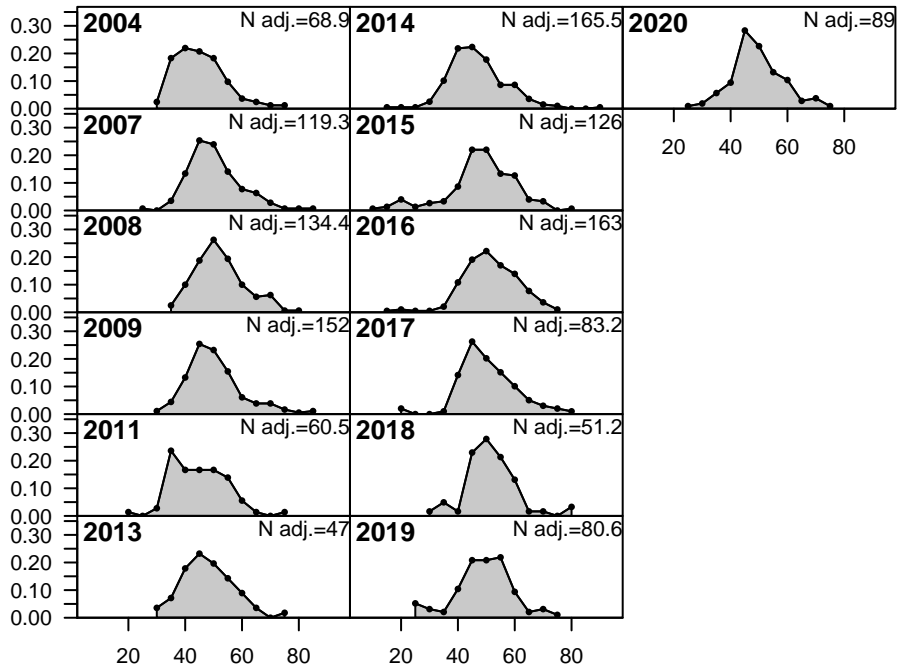 0.30
0.20
0.10
0.00
2004 N adj.=68.9
2014 N adj.=165.5
2020 N adj.=89
0.30
0.20
0.10
0.00
2007 N adj.=119.3
2015 N adj.=126
20 40 60 80
0.30
0.20
0.10
0.00
2008 N adj.=134.4
2016 N adj.=163
0.30
0.20
0.10
0.00
2009 N adj.=152
2017 N adj.=83.2
0.30
0.20
0.10
0.00
2011 N adj.=60.5
2018 N adj.=51.2
0.30
0.20
0.10
0.00
2013 N adj.=47
2019 N adj.=80.6
20 40 60 80
20 40 60 80